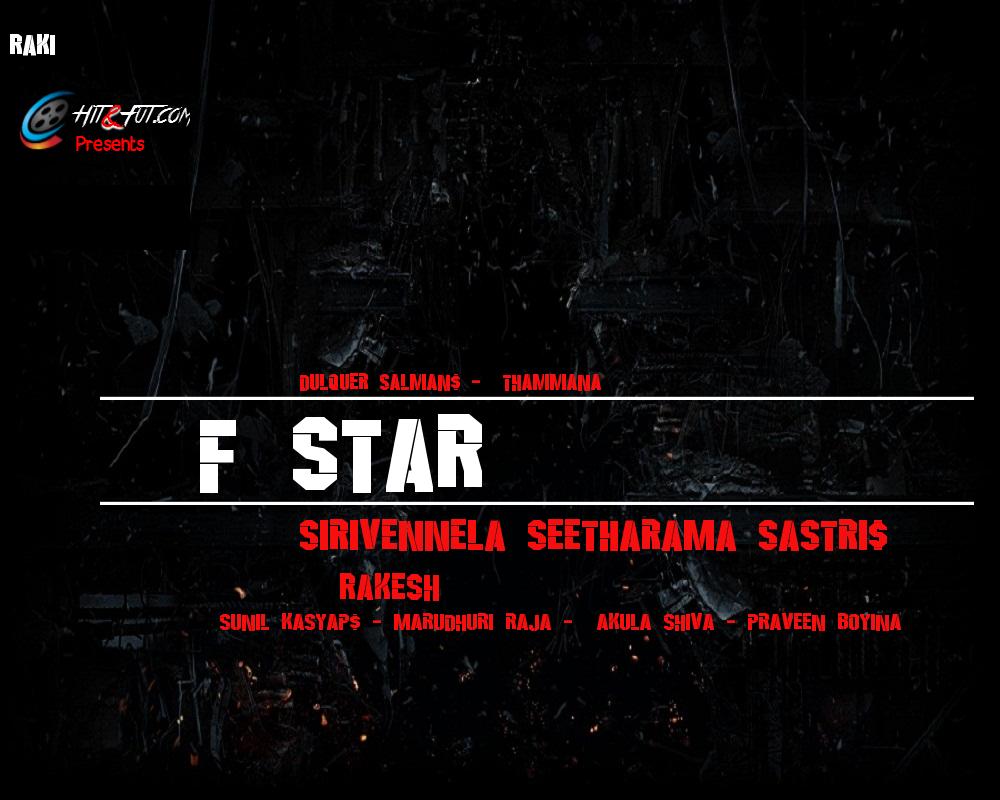 RAKI
HIT&FUT.COM
Presents
DULQUER SALMAN$ - THAMMANA
F STAR
SIRIVENNELA SEETHARAMA SASTRI$
RAKESH
SUNIL KASYAP$ - MARUDHURI RAJA - AKULA SHIVA - PRAVEEN BOYINA